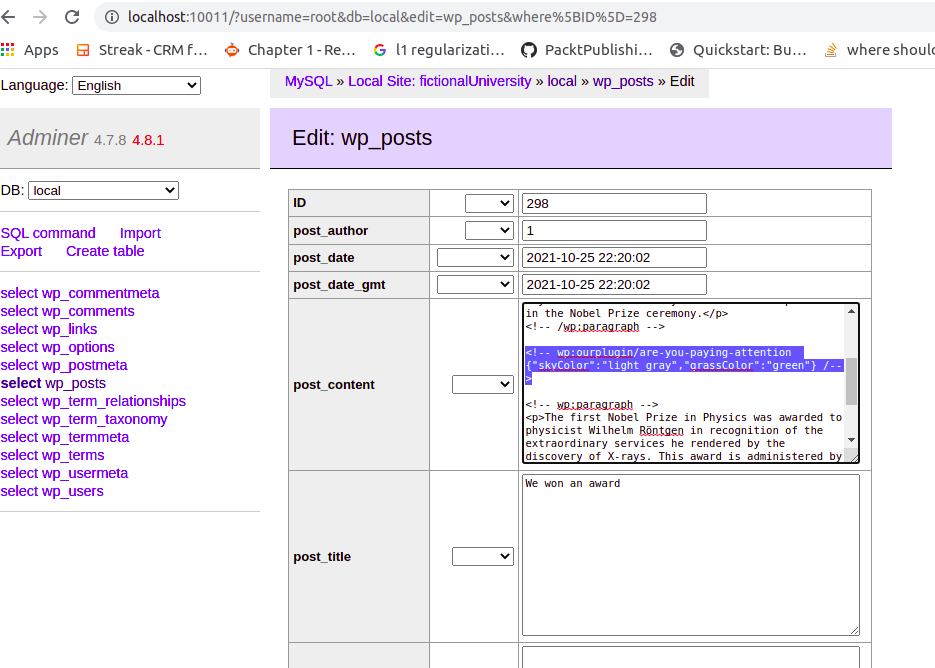 localhost:10011/?username=root&db=local&edit=wp_posts&where%5BID%5D=298
Apps Streak - CRM f... Chapter 1 - Re... l1 regularizati... PacktPublishi... Quickstart: Bu... where shoul
Language: English
MySQL » Local Site: fictionalUniversity » local » wp_posts » Edit
Adminer 4.7.8 4.8.1
Edit: wp_posts
DB: local
SQL command Import
Export Create table
select wp_commentmeta
select wp_comments
select wp_links
select wp_options
select wp_postmeta
select wp_posts
select wp_term_relationships
select wp_term_taxonomy
select wp_termmeta
select wp_terms
select wp_usermeta
select wp_users
ID 298
post_author 1
post_date 2021-10-25 22:20:02
post_date_gmt 2021-10-25 22:20:02
post_content
in the Nobel Prize ceremony.</p>
<!-- /wp:paragraph -->
<!-- wp:ourplugin/are-you-paying-attention
{"skyColor":"light gray","grassColor":"green"} /--
>
<!-- wp:paragraph -->
<p>The first Nobel Prize in Physics was awarded to
physicist Wilhelm Röntgen in recognition of the
extraordinary services he rendered by the
discovery of X-rays. This award is administered by
post_title
We won an award